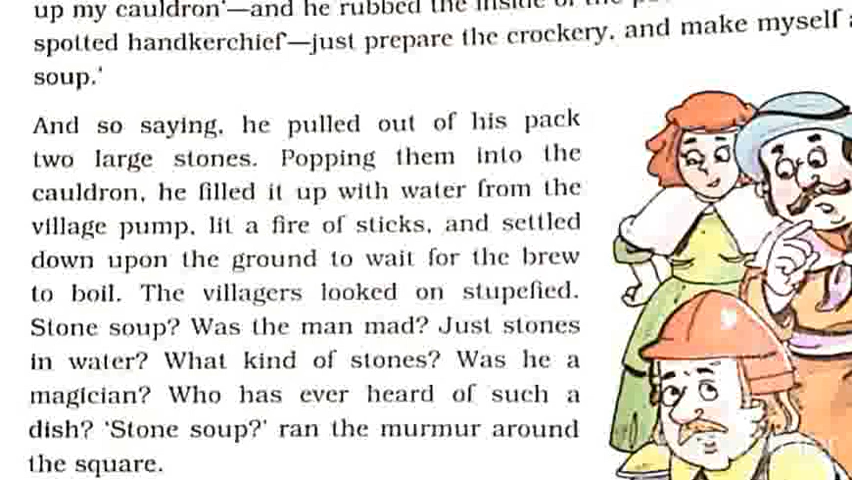 up my cauldron'—and he rubbed the inside of the
spotted handkerchief—just prepare the crockery, and make myself
soup.'
And so saying, he pulled out of his pack
two large stones. Popping them into the
cauldron, he filled it up with water from the
village pump, lit a fire of sticks, and settled
down upon the ground to wait for the brew
to boil. The villagers looked on stupefied.
Stone soup? Was the man mad? Just stones
in water? What kind of stones? Was he a
magician? Who has ever heard of such a
dish? 'Stone soup?' ran the murmur around
the square.